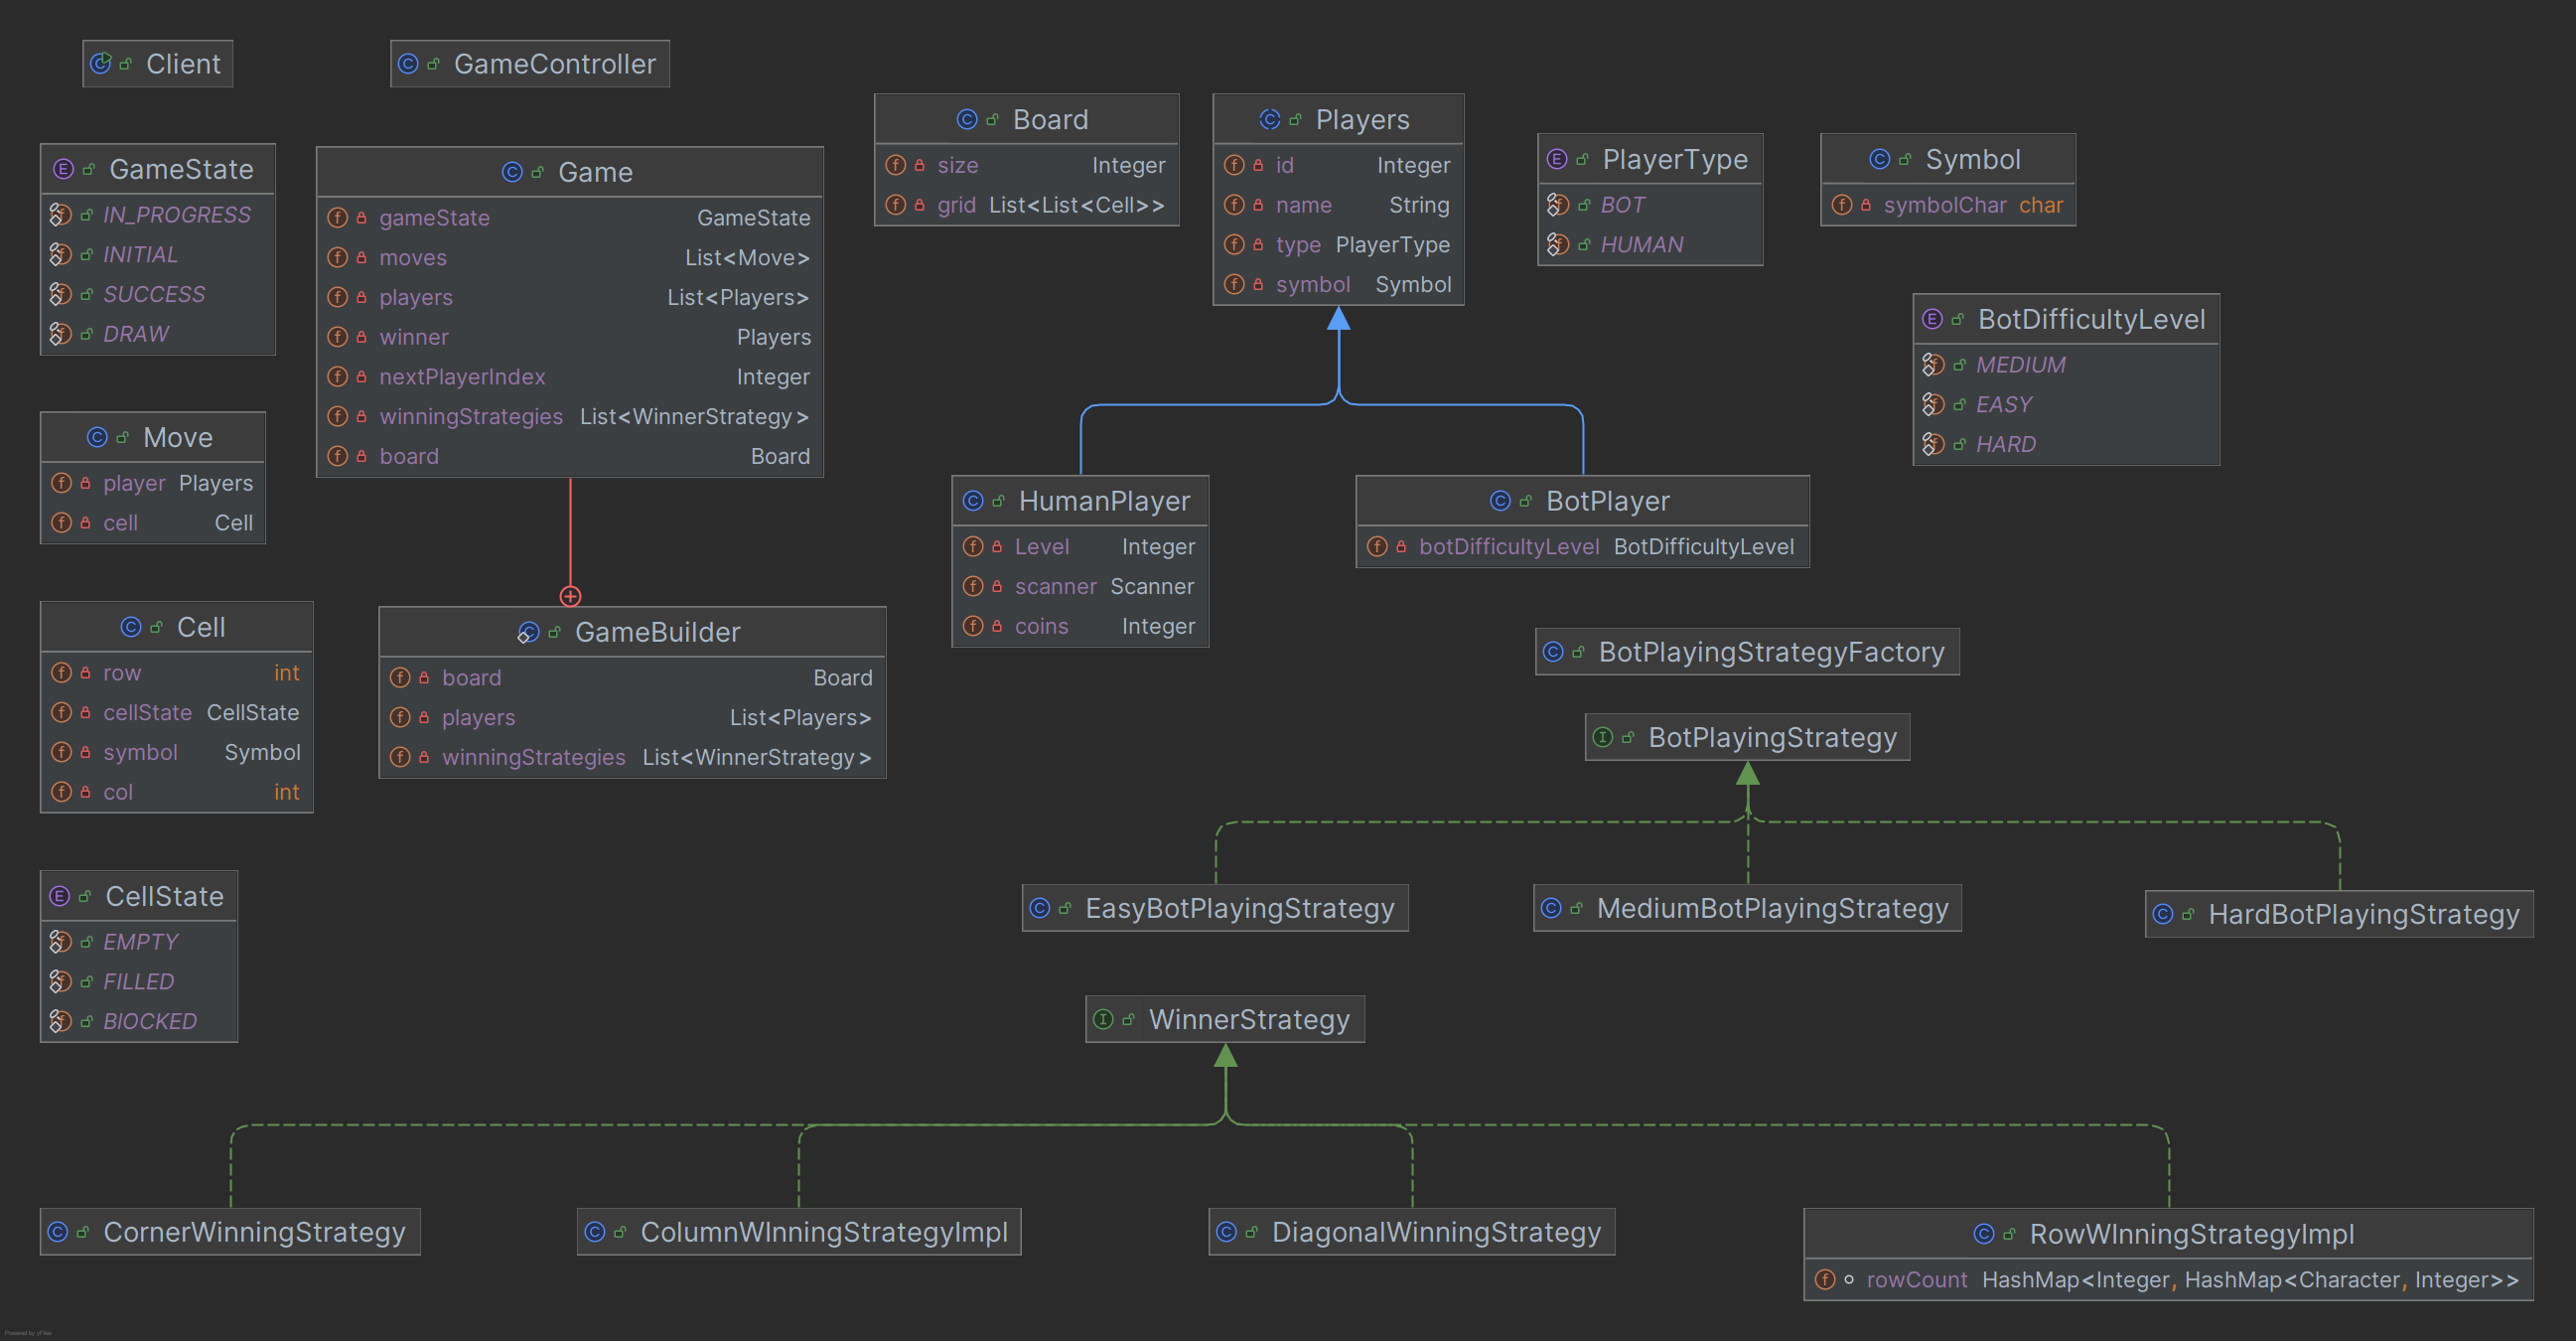 Client
GameController
GameState
IN_PROGRESS
INITIAL
SUCCESS
DRAW
Game
gameState GameState
moves List<Move>
players List<Players>
winner Players
nextPlayerIndex Integer
winningStrategies List<WinnerStrategy>
board Board
Board
size Integer
grid List<List<Cell>>
Players
id Integer
name String
type PlayerType
symbol Symbol
PlayerType
BOT
HUMAN
Symbol
symbolChar char
BotDifficultyLevel
MEDIUM
EASY
HARD
Move
player Players
cell Cell
HumanPlayer
Level Integer
scanner Scanner
coins Integer
BotPlayer
botDifficultyLevel BotDifficultyLevel
Cell
row int
cellState CellState
symbol Symbol
col int
GameBuilder
board Board
players List<Players>
winningStrategies List<WinnerStrategy>
BotPlayingStrategyFactory
BotPlayingStrategy
CellState
EMPTY
FILLED
BlOCKED
EasyBotPlayingStrategy
MediumBotPlayingStrategy
HardBotPlayingStrategy
WinnerStrategy
CornerWinningStrategy
ColumnWInningStrategyImpl
DiagonalWinningStrategy
RowWInningStrategyImpl
rowCount HashMap<Integer, HashMap<Character, Integer>>
Powered by yFiles